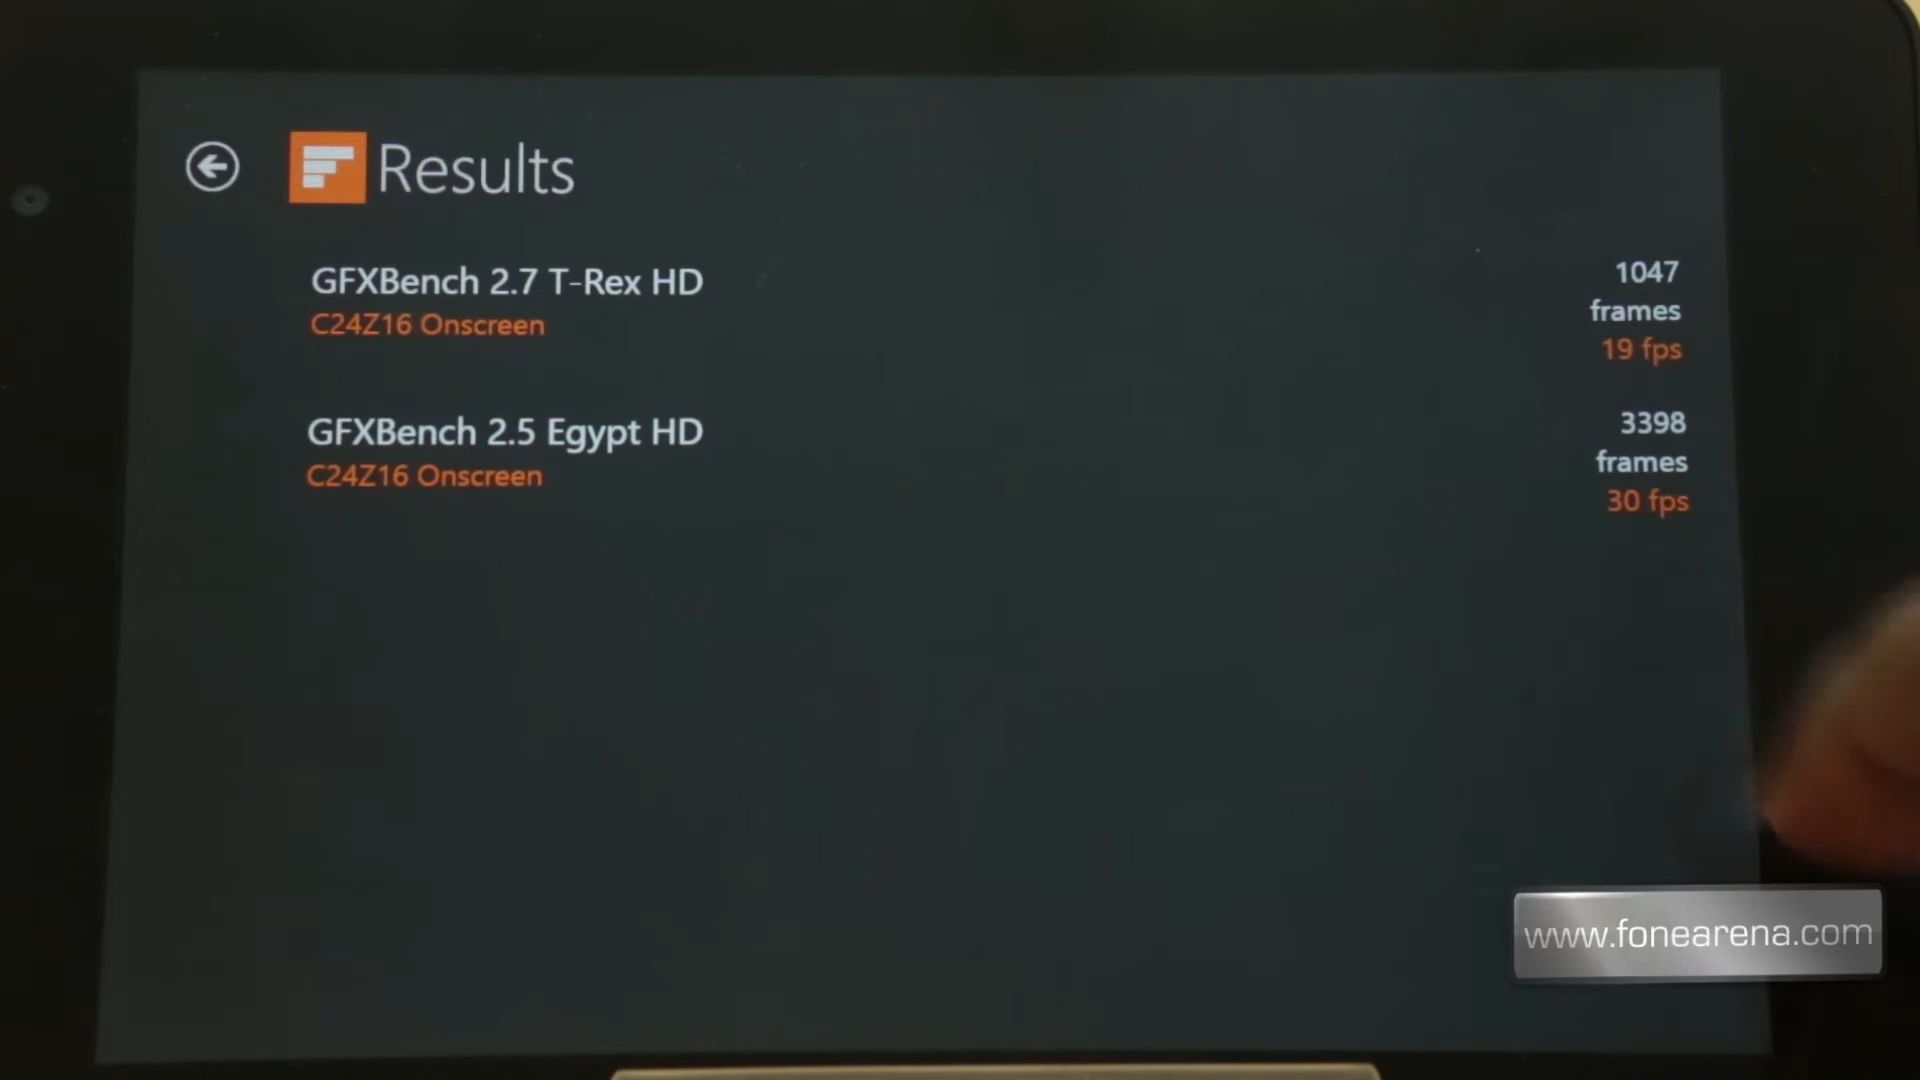 Results
GFXBench 2.7 T-Rex HD
C24Z16 Onscreen
1047
frames
19 fps
GFXBench 2.5 Egypt HD
C24Z16 Onscreen
3398
frames
30 fps
www.fonearena.com